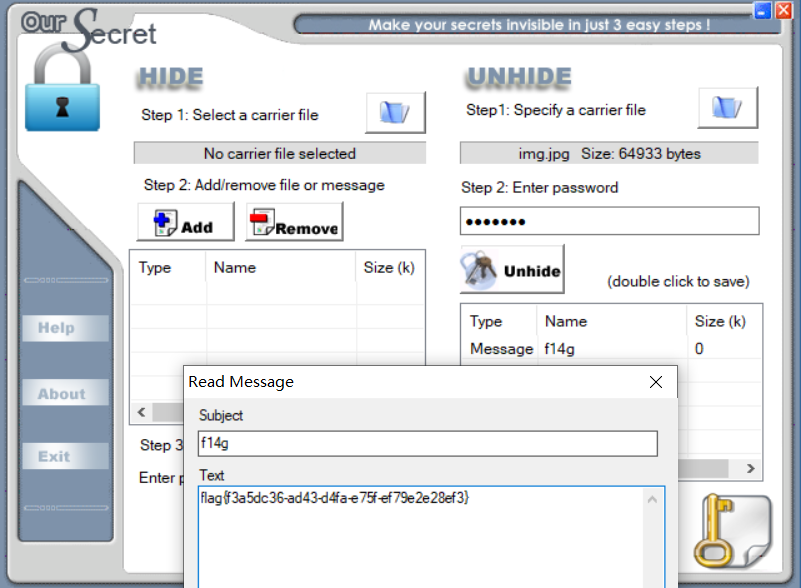 Our Secret
Make your secrets invisible in just 3 easy steps !
HIDE
Step 1: Select a carrier file
No carrier file selected
Step 2: Add/remove file or message
Add Remove
Type Name Size (k)
Step 3
Enter p
UNHIDE
Step1: Specify a carrier file
img.jpg Size: 64933 bytes
Step 2: Enter password
•••••••
Unhide
(double click to save)
Type Name Size (k)
Message f14g 0
Help
About
Exit
Read Message
Subject
f14g
Text
flag{f3a5dc36-ad43-d4fa-e75f-ef79e2e28ef3}